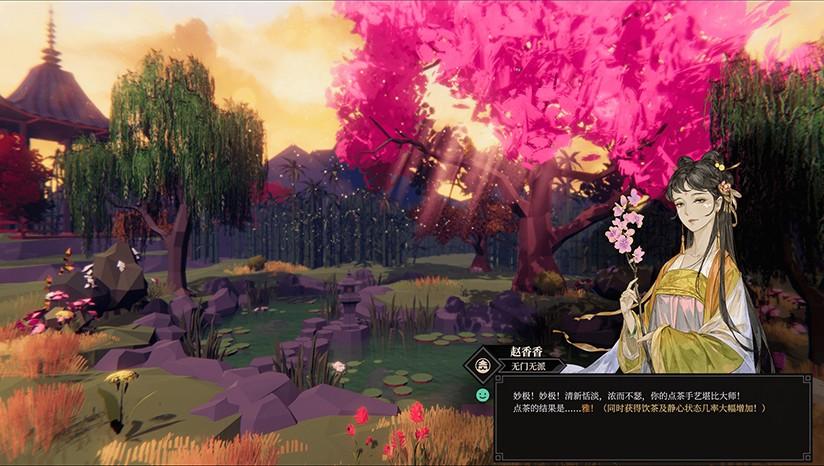 赵香香
无门无派
妙极！妙极！清新恬淡，浓而不瑟，你的点茶手艺堪比大师！
点茶的结果是……雅！（同时获得饮茶及静心状态几率大幅增加！）